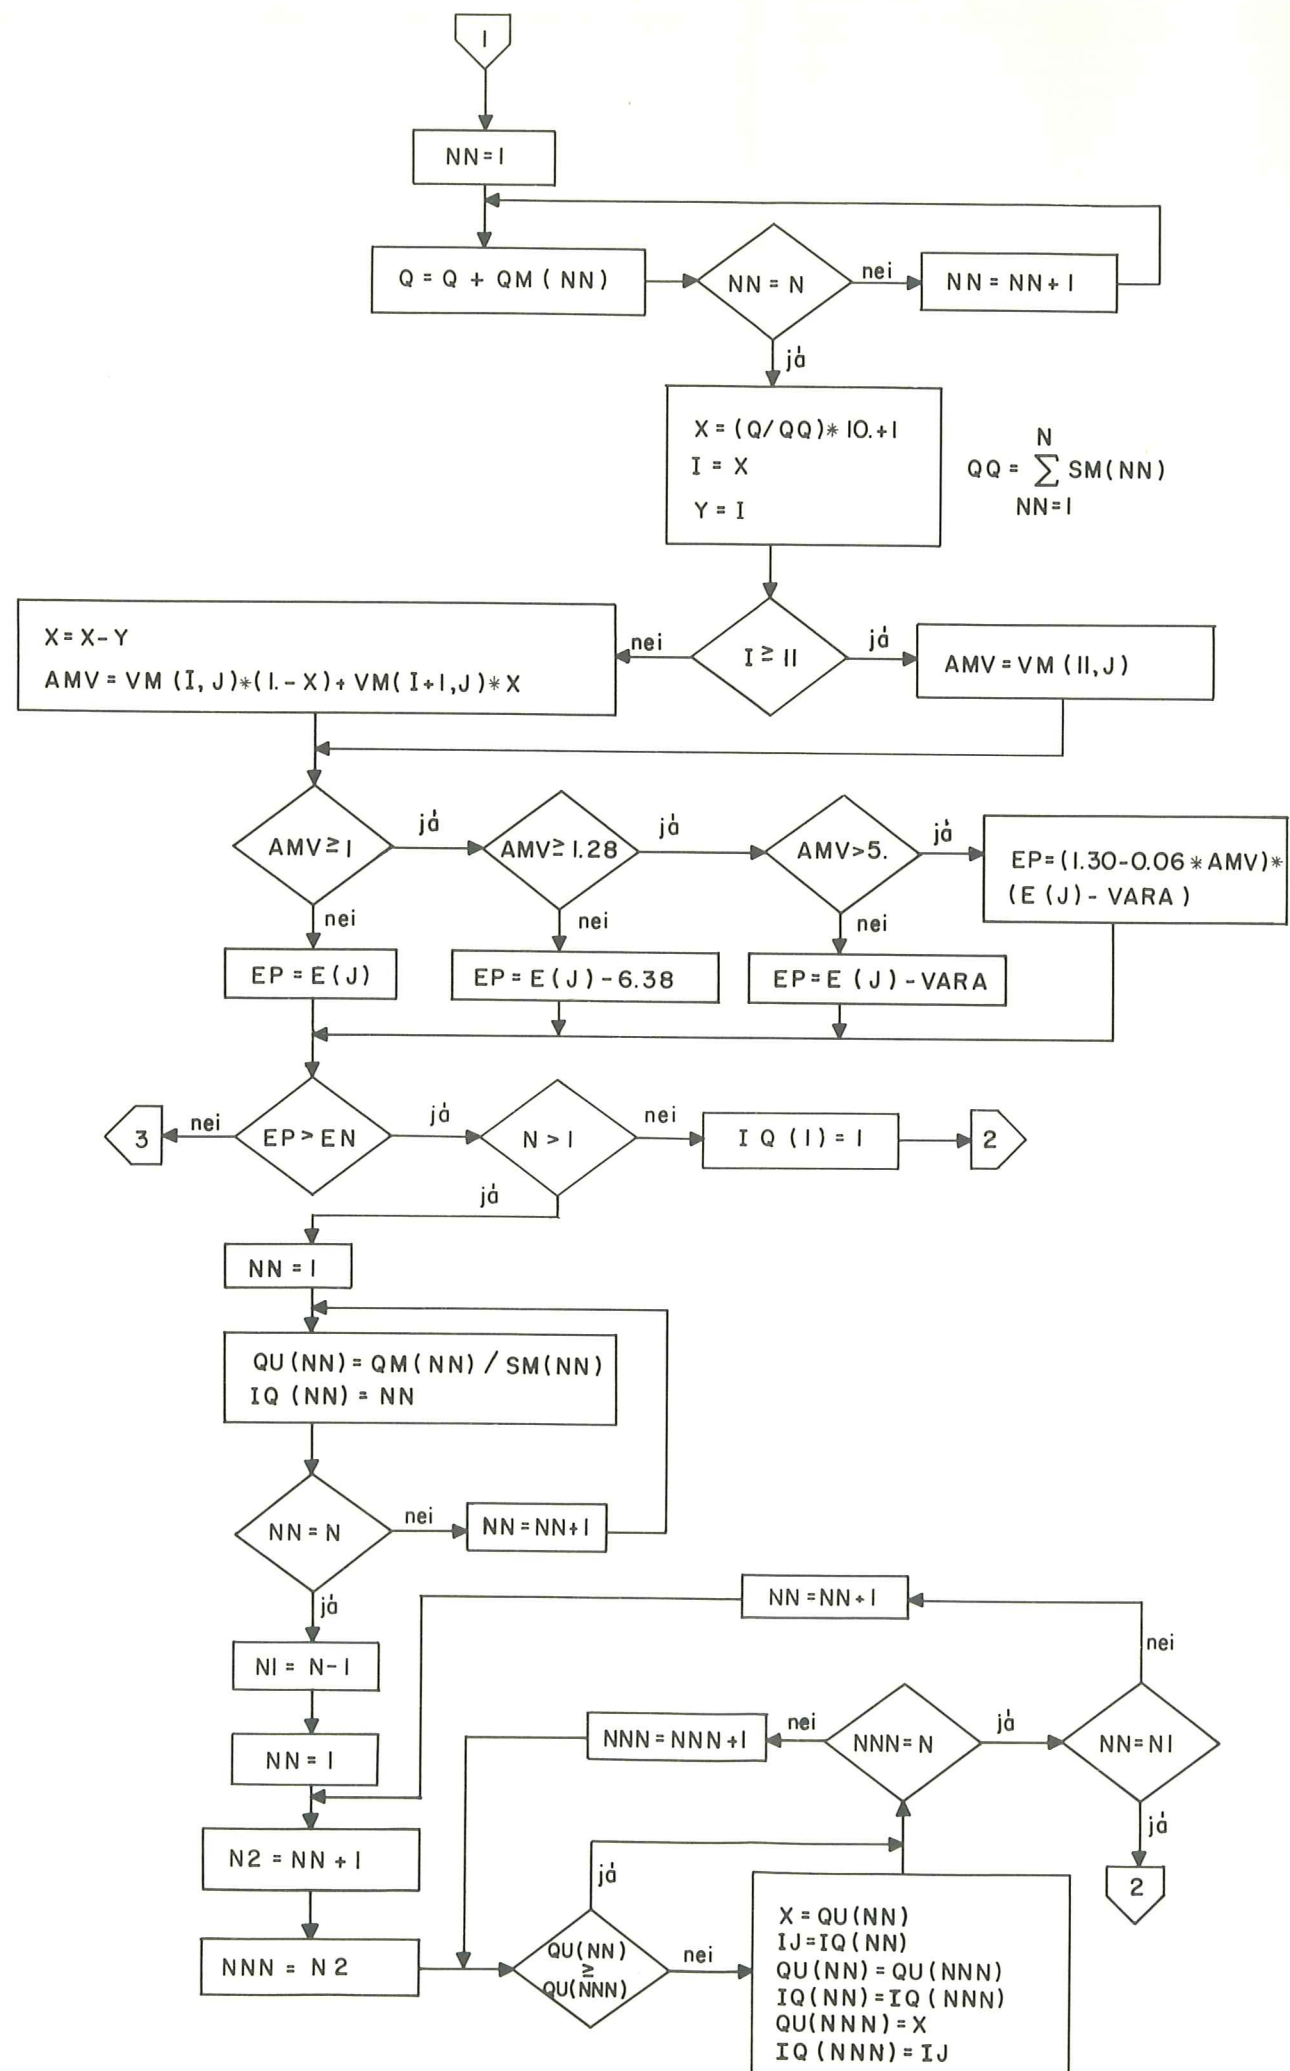 1
NN=1
Q = Q + QM (NN)
NN = N
nei
NN = NN+1
já
X = (Q/QQ)* 10.+1
I = X
Y = I
N
QQ = ∑ SM(NN)
NN=1
X = X-Y
AMV = VM (I, J)*(1.-X)+ VM(I+1,J)* X
nei
I ≥ 11
já
AMV = VM (11,J)
AMV≥1
já
AMV≥1.28
já
AMV>5.
já
EP=(1.30-0.06*AMV)*
(E (J)- VARA )
nei
nei
nei
EP = E(J)
EP = E(J)-6.38
EP = E (J)-VARA
3
nei
EP>EN
já
N >1
nei
I Q (1) = 1
2
já
NN = 1
QU(NN)= QM(NN) / SM(NN)
IQ (NN) = NN
NN = N
nei
NN = NN+1
já
NN = NN+1
nei
N1 = N-1
NN = 1
NNN = NNN+1
nei
NNN = N
já
NN = N1
já
2
N2 = NN + 1
já
NNN = N2
QU(NN)
≥
QU(NNN)
nei
X = QU(NN)
IJ=IQ(NN)
QU(NN) = QU(NNN)
IQ(NN)=IQ(NNN)
QU(NNN)=X
IQ(NNN)=IJ